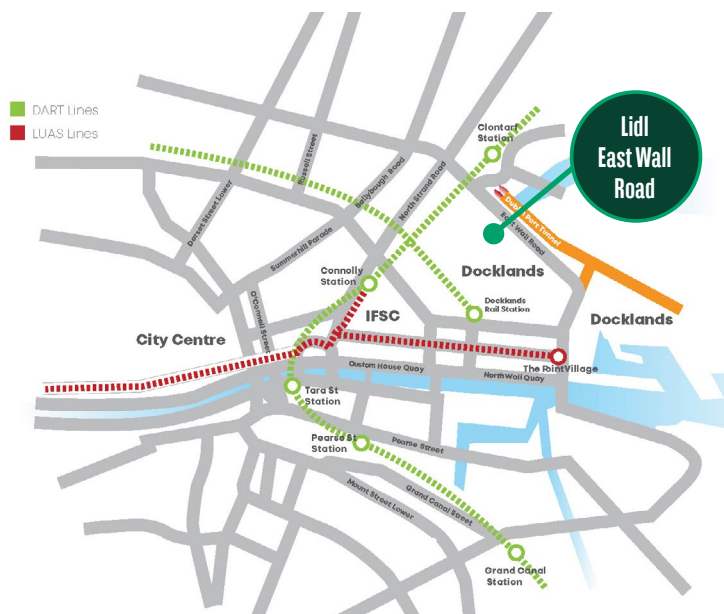 DART Lines
LUAS Lines
Clontarf
Station
Lidl
East Wall
Road
Russell Street
Ballybough Road
North Strand Road
Dorset Street Lower
Dublin Port Tunnel
East Wall Road
Summerhill Parade
Connolly
Station
Docklands
O'Connell Street
Docklands
Rail Station
IFSC
Docklands
City Centre
Custom House Quay
The Point Village
North Wall Quay
Tara St
Station
Pearse St
Station
Pearse Street
Grand Canal Street
Mount Street Lower
Grand Canal
Station